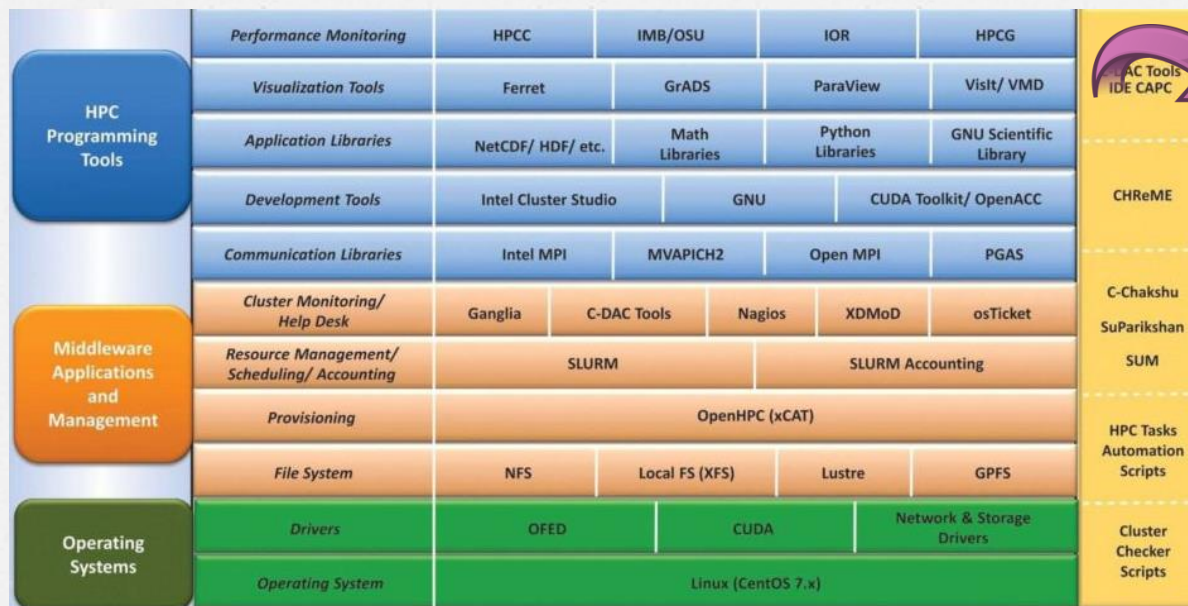 HPC
Programming
Tools
Performance Monitoring HPCC IMB/OSU IOR HPCG
Visualization Tools Ferret GrADS ParaView VisIt/ VMD
Application Libraries NetCDF/ HDF/ etc. Math
Libraries Python
Libraries GNU Scientific
Library
Development Tools Intel Cluster Studio GNU CUDA Toolkit/ OpenACC
Communication Libraries Intel MPI MVAPICH2 Open MPI PGAS
Middleware
Applications
and
Management
Cluster Monitoring/
Help Desk Ganglia C-DAC Tools Nagios XDMoD osTicket
Resource Management/
Scheduling/ Accounting SLURM SLURM Accounting
Provisioning OpenHPC (xCAT)
File System NFS Local FS (XFS) Lustre GPFS
Operating
Systems
Drivers OFED CUDA Network & Storage
Drivers
Operating System Linux (CentOS 7.x)
C-DAC Tools
IDE CAPC
CHReME
C-Chakshu
SuParikshan
SUM
HPC Tasks
Automation
Scripts
Cluster
Checker
Scripts